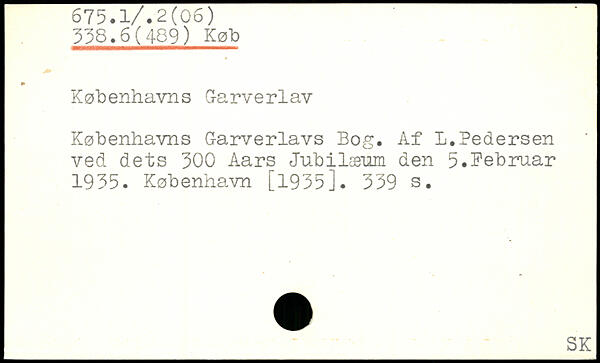 675.1/.2(06)
338.6(489) Køb
Københavns Garverlav
Københavns Garverlavs Bog. Af L.Pedersen
ved dets 300 Aars Jubilæum den 5.Februar
1935. København [1935]. 339 s.
SK